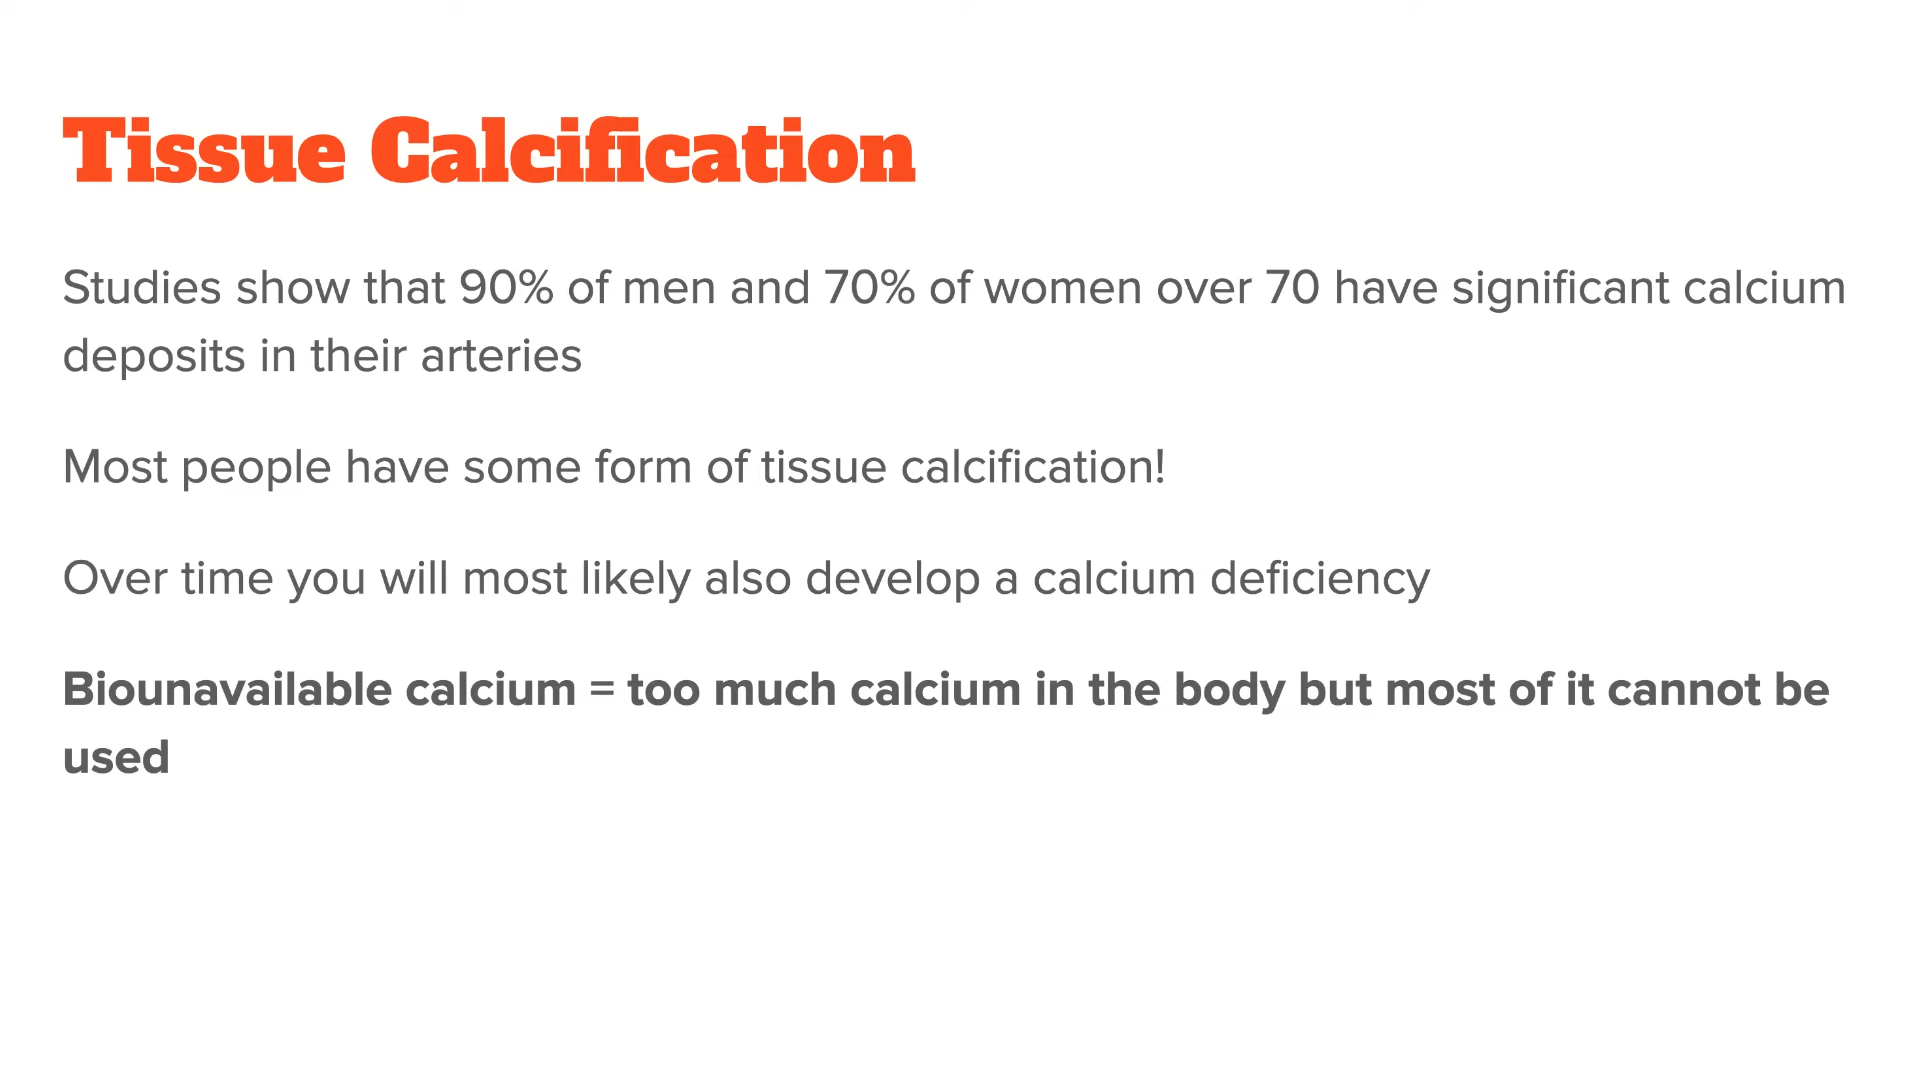 Tissue Calcification
Studies show that 90% of men and 70% of women over 70 have significant calcium
deposits in their arteries
Most people have some form of tissue calcification!
Over time you will most likely also develop a calcium deficiency
Biounavailable calcium = too much calcium in the body but most of it cannot be
used